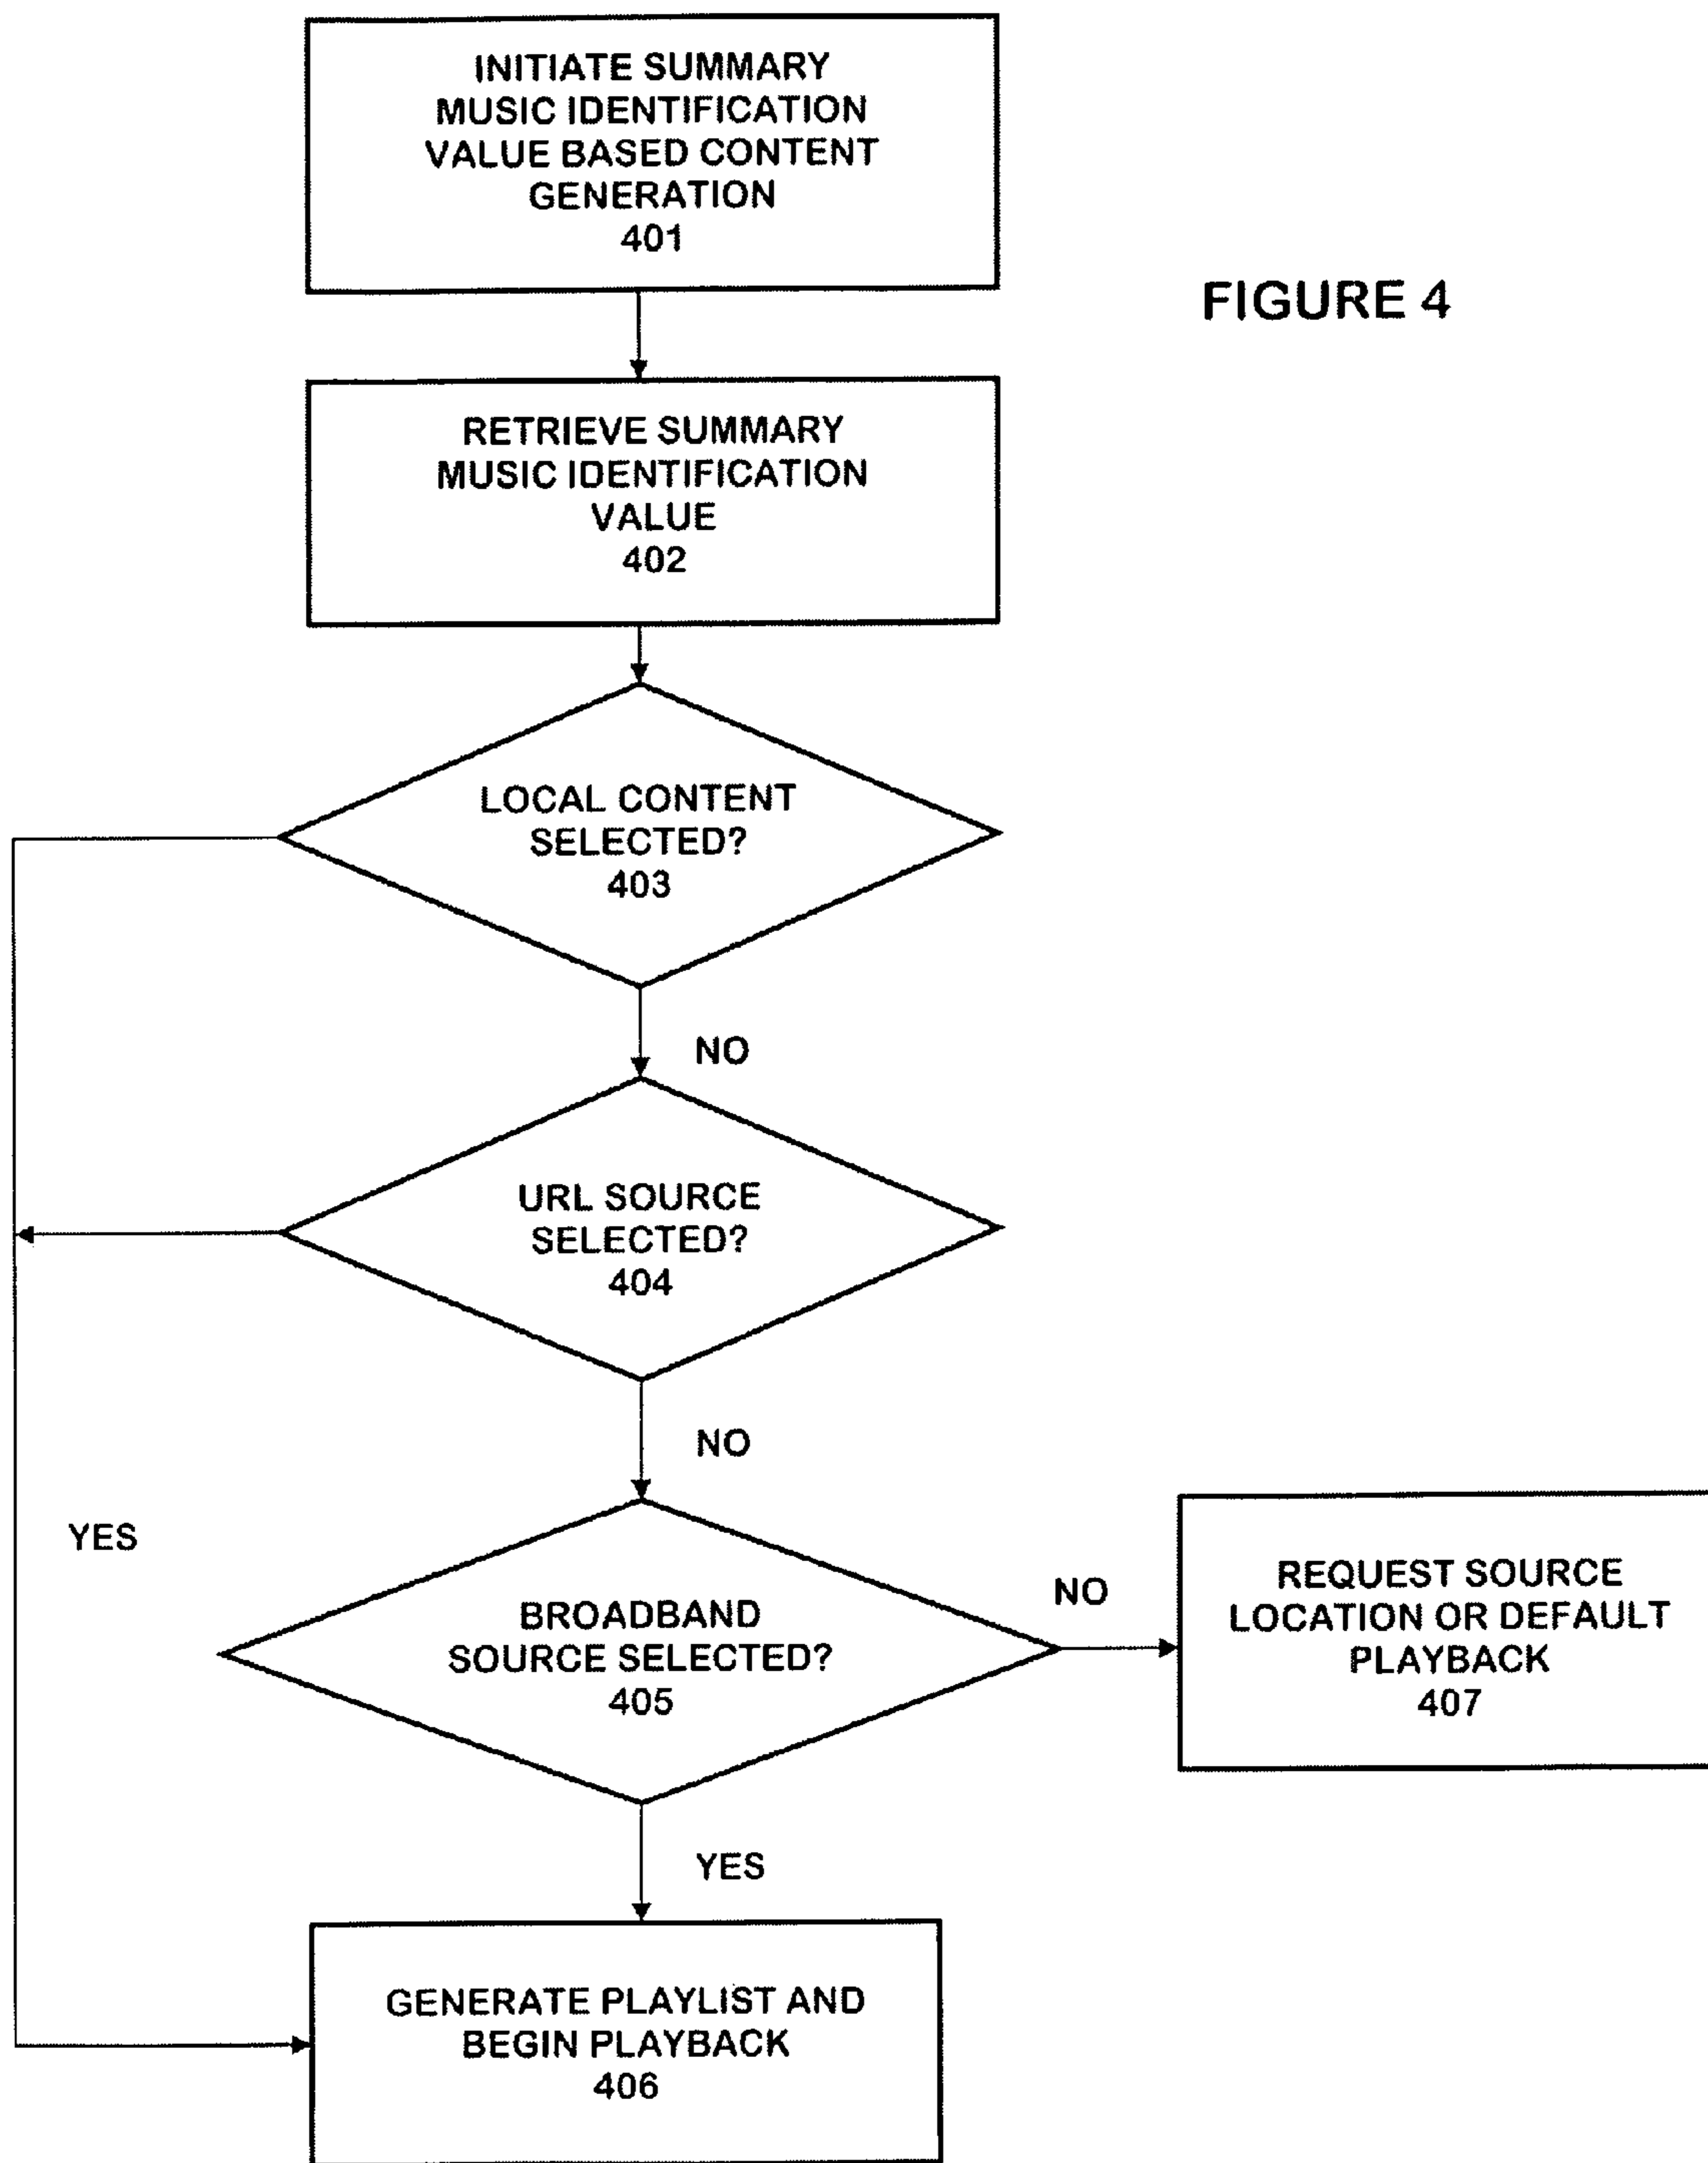 INITIATE SUMMARY
MUSIC IDENTIFICATION
VALUE BASED CONTENT
GENERATION
401
FIGURE 4
RETRIEVE SUMMARY
MUSIC IDENTIFICATION
VALUE
402
LOCAL CONTENT
SELECTED?
403
NO
URL SOURCE
SELECTED?
404
NO
YES
BROADBAND
SOURCE SELECTED?
405
NO
REQUEST SOURCE
LOCATION OR DEFAULT
PLAYBACK
407
YES
GENERATE PLAYLIST AND
BEGIN PLAYBACK
406